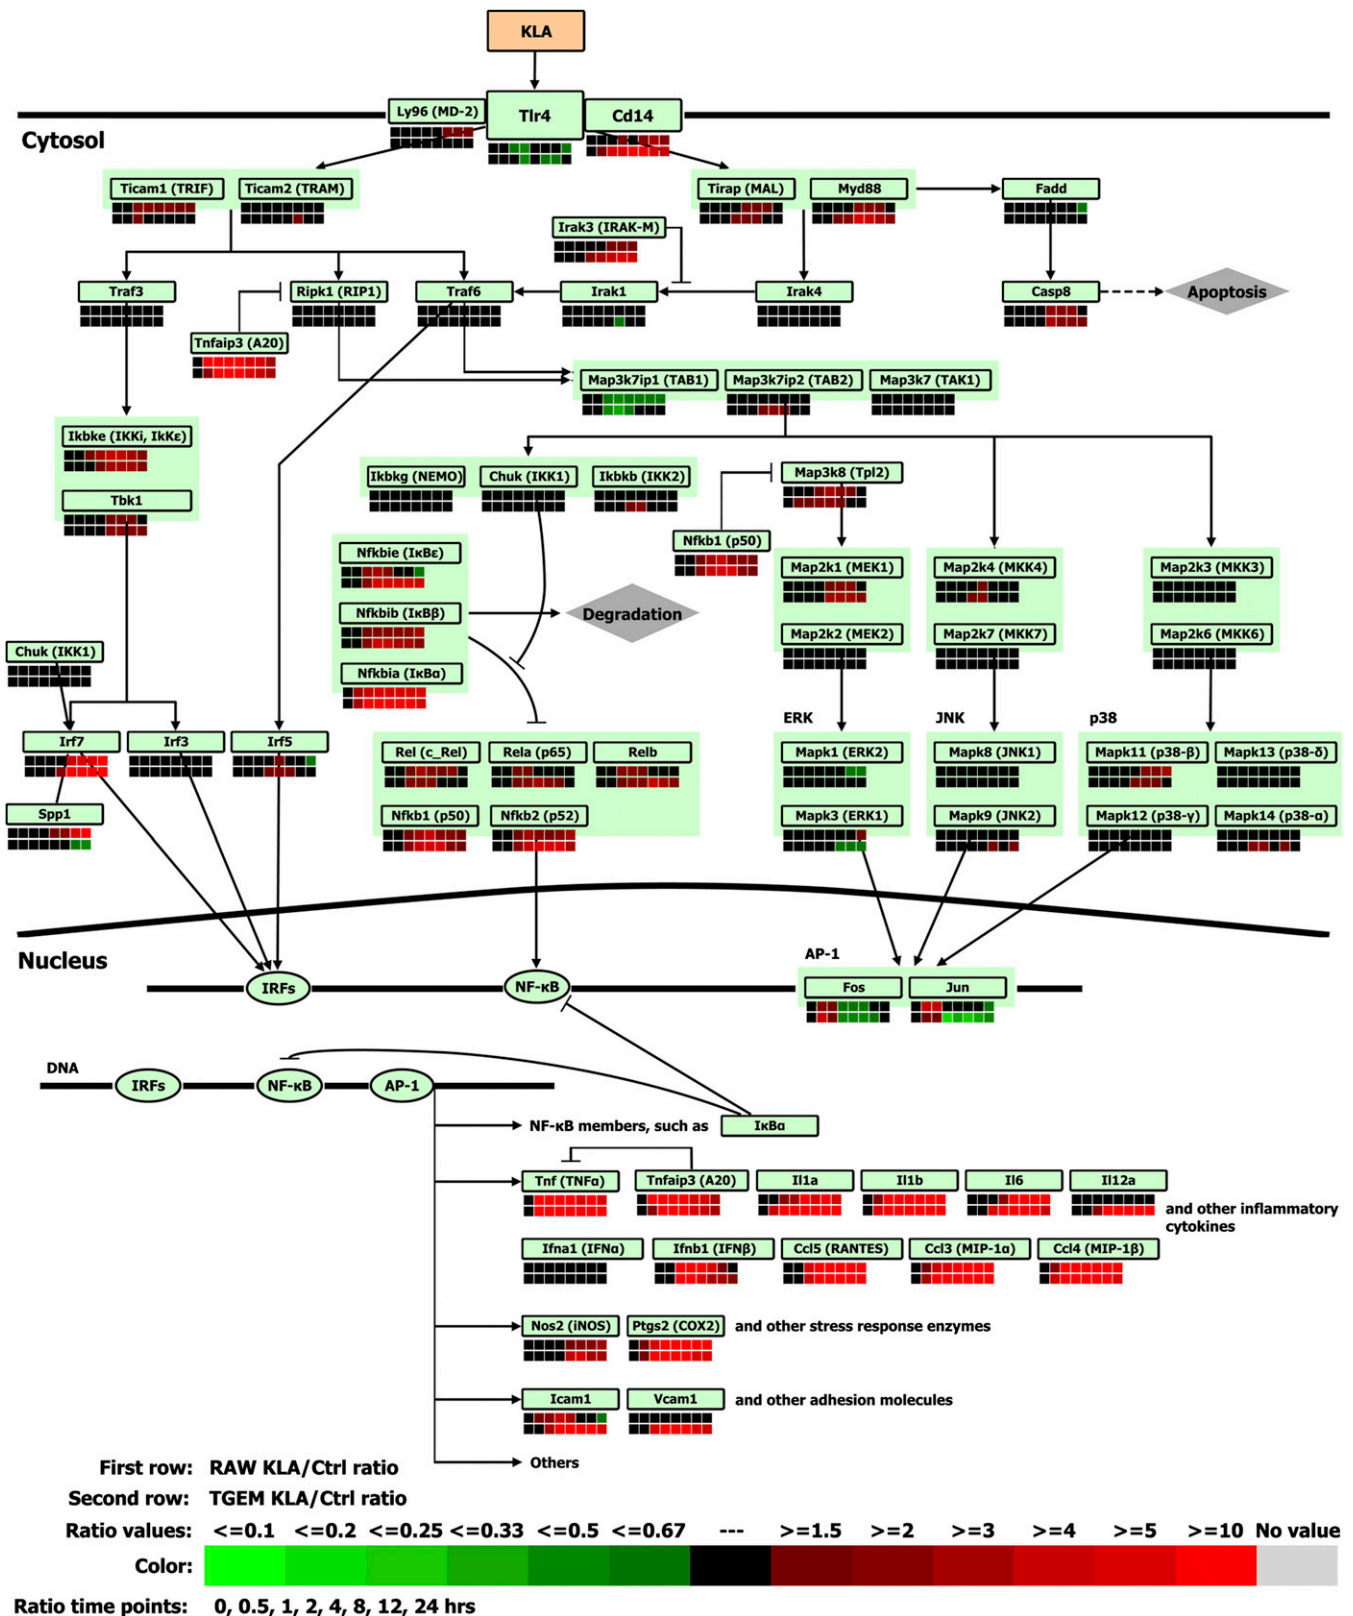 KLA
Ly96 (MD-2)
Tlr4
Cd14
Cytosol
Ticam1 (TRIF)
Ticam2 (TRAM)
Tirap (MAL)
Myd88
Fadd
Irak3 (IRAK-M)
Traf3
Ripk1 (RIP1)
Traf6
Irak1
Irak4
Casp8
Apoptosis
Tnfaip3 (A20)
Map3k7ip1 (TAB1)
Map3k7ip2 (TAB2)
Map3k7 (TAK1)
Ikbke (IKKi, IkKε)
Tbk1
Ikbkg (NEMO)
Chuk (IKK1)
Ikbkb (IKK2)
Map3k8 (Tpl2)
Nfkb1 (p50)
Nfkbie (IκBε)
Nfkbib (IκBβ)
Nfkbia (IκBα)
Degradation
Map2k1 (MEK1)
Map2k4 (MKK4)
Map2k3 (MKK3)
Map2k2 (MEK2)
Map2k7 (MKK7)
Map2k6 (MKK6)
Chuk (IKK1)
ERK
JNK
p38
Irf7
Irf3
Irf5
Rel (c_Rel)
Rela (p65)
Relb
Mapk1 (ERK2)
Mapk8 (JNK1)
Mapk11 (p38-β)
Mapk13 (p38-δ)
Spp1
Nfkb1 (p50)
Nfkb2 (p52)
Mapk3 (ERK1)
Mapk9 (JNK2)
Mapk12 (p38-γ)
Mapk14 (p38-α)
Nucleus
AP-1
IRFs
NF-κB
Fos
Jun
DNA
IRFs
NF-κB
AP-1
NF-κB members, such as
IκBα
Tnf (TNFα)
Tnfaip3 (A20)
Il1a
Il1b
Il6
Il12a
and other inflammatory
cytokines
Ifna1 (IFNα)
Ifnb1 (IFNβ)
Ccl5 (RANTES)
Ccl3 (MIP-1α)
Ccl4 (MIP-1β)
Nos2 (iNOS)
Ptgs2 (COX2)
and other stress response enzymes
Icam1
Vcam1
and other adhesion molecules
Others
First row: RAW KLA/Ctrl ratio
Second row: TGEM KLA/Ctrl ratio
Ratio values: <=0.1 <=0.2 <=0.25 <=0.33 <=0.5 <=0.67 --- >=1.5 >=2 >=3 >=4 >=5 >=10 No value
Color:
Ratio time points: 0, 0.5, 1, 2, 4, 8, 12, 24 hrs